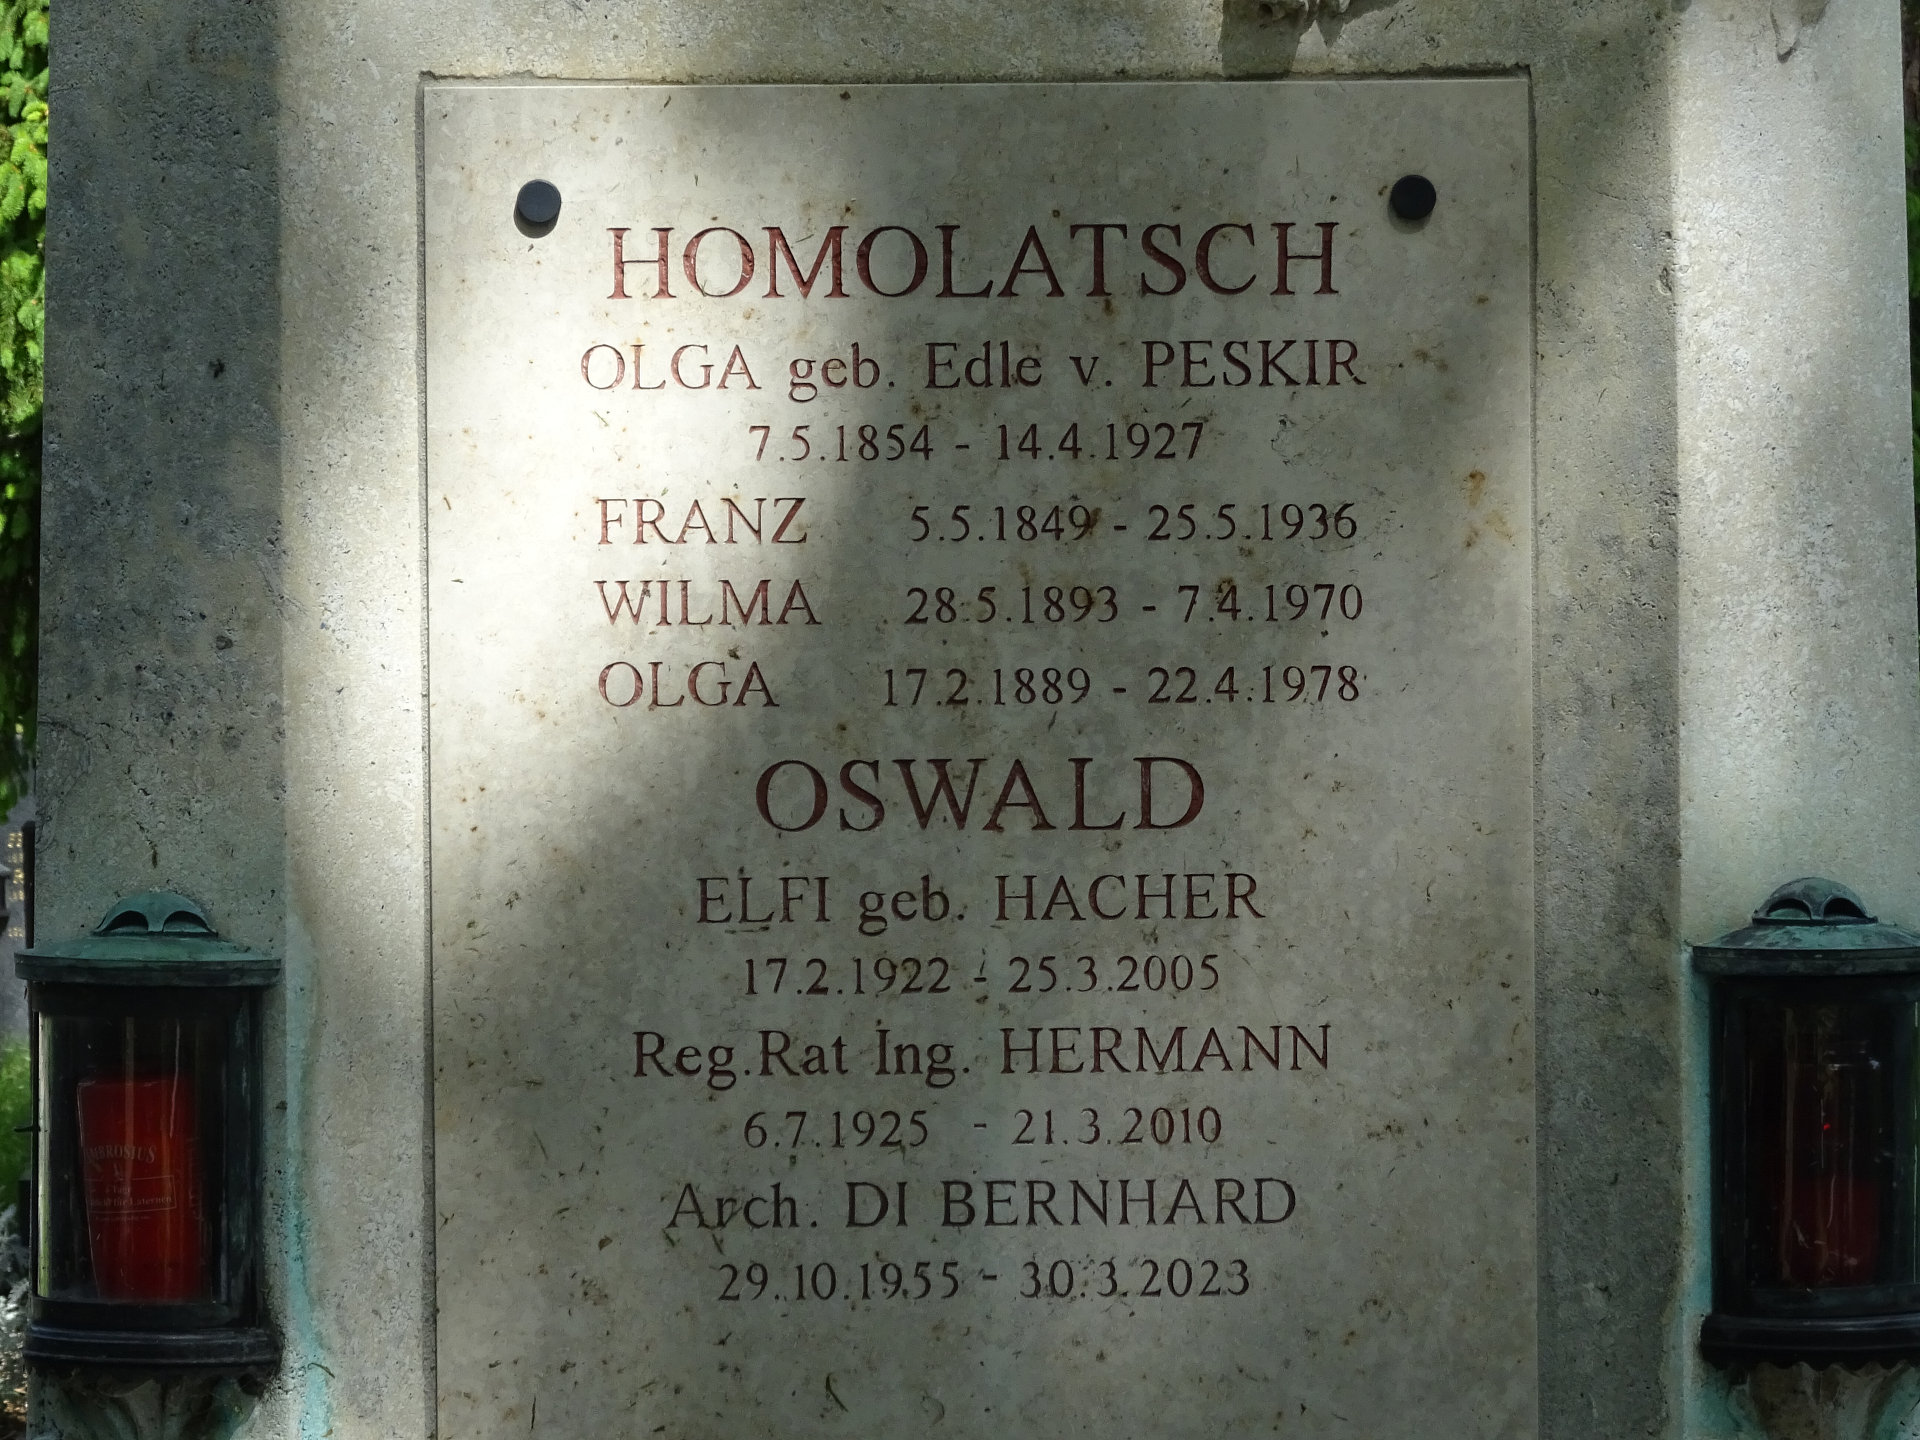 HOMOLATSCH
OLGA geb. Edle v. PESKIR
7.5.1854 - 14.4.1927
FRANZ 5.5.1849 - 25.5.1936
WILMA 28.5.1893 - 7.4.1970
OLGA 17.2.1889 - 22.4.1978
OSWALD
ELFI geb. HACHER
17.2.1922 - 25.3.2005
Reg.Rat Ing. HERMANN
6.7.1925 - 21.3.2010
Arch. DI BERNHARD
29.10.1955 - 30.3.2023